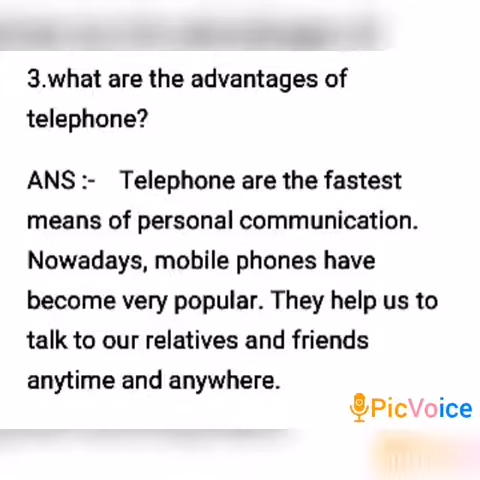 3.what are the advantages of
telephone?
ANS :- Telephone are the fastest
means of personal communication.
Nowadays, mobile phones have
become very popular. They help us to
talk to our relatives and friends
anytime and anywhere.
PicVoice